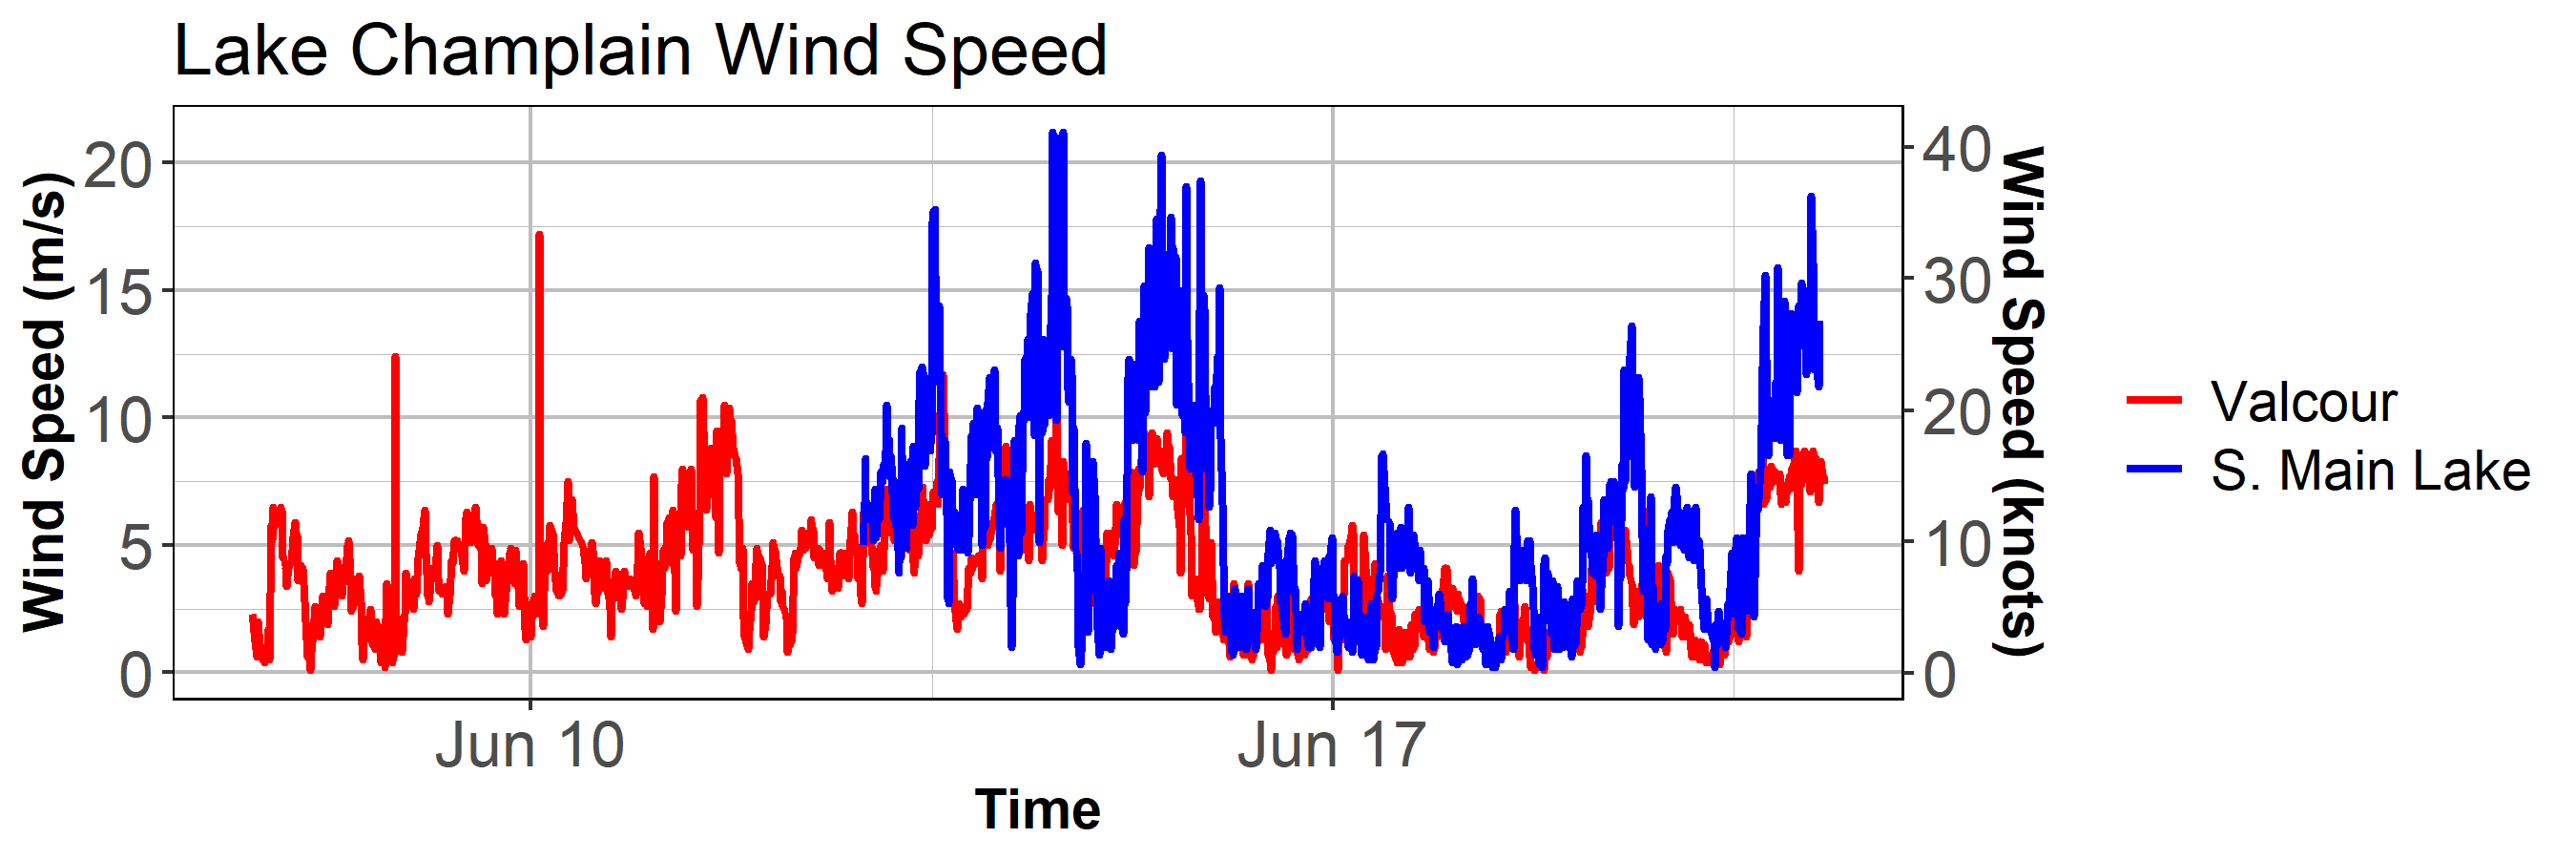 Lake Champlain Wind Speed
Wind Speed (m/s)
20
15
10
5
0
40
30
20
10
0
Wind Speed (knots)
Jun 10
Jun 17
Time
Valcour
S. Main Lake